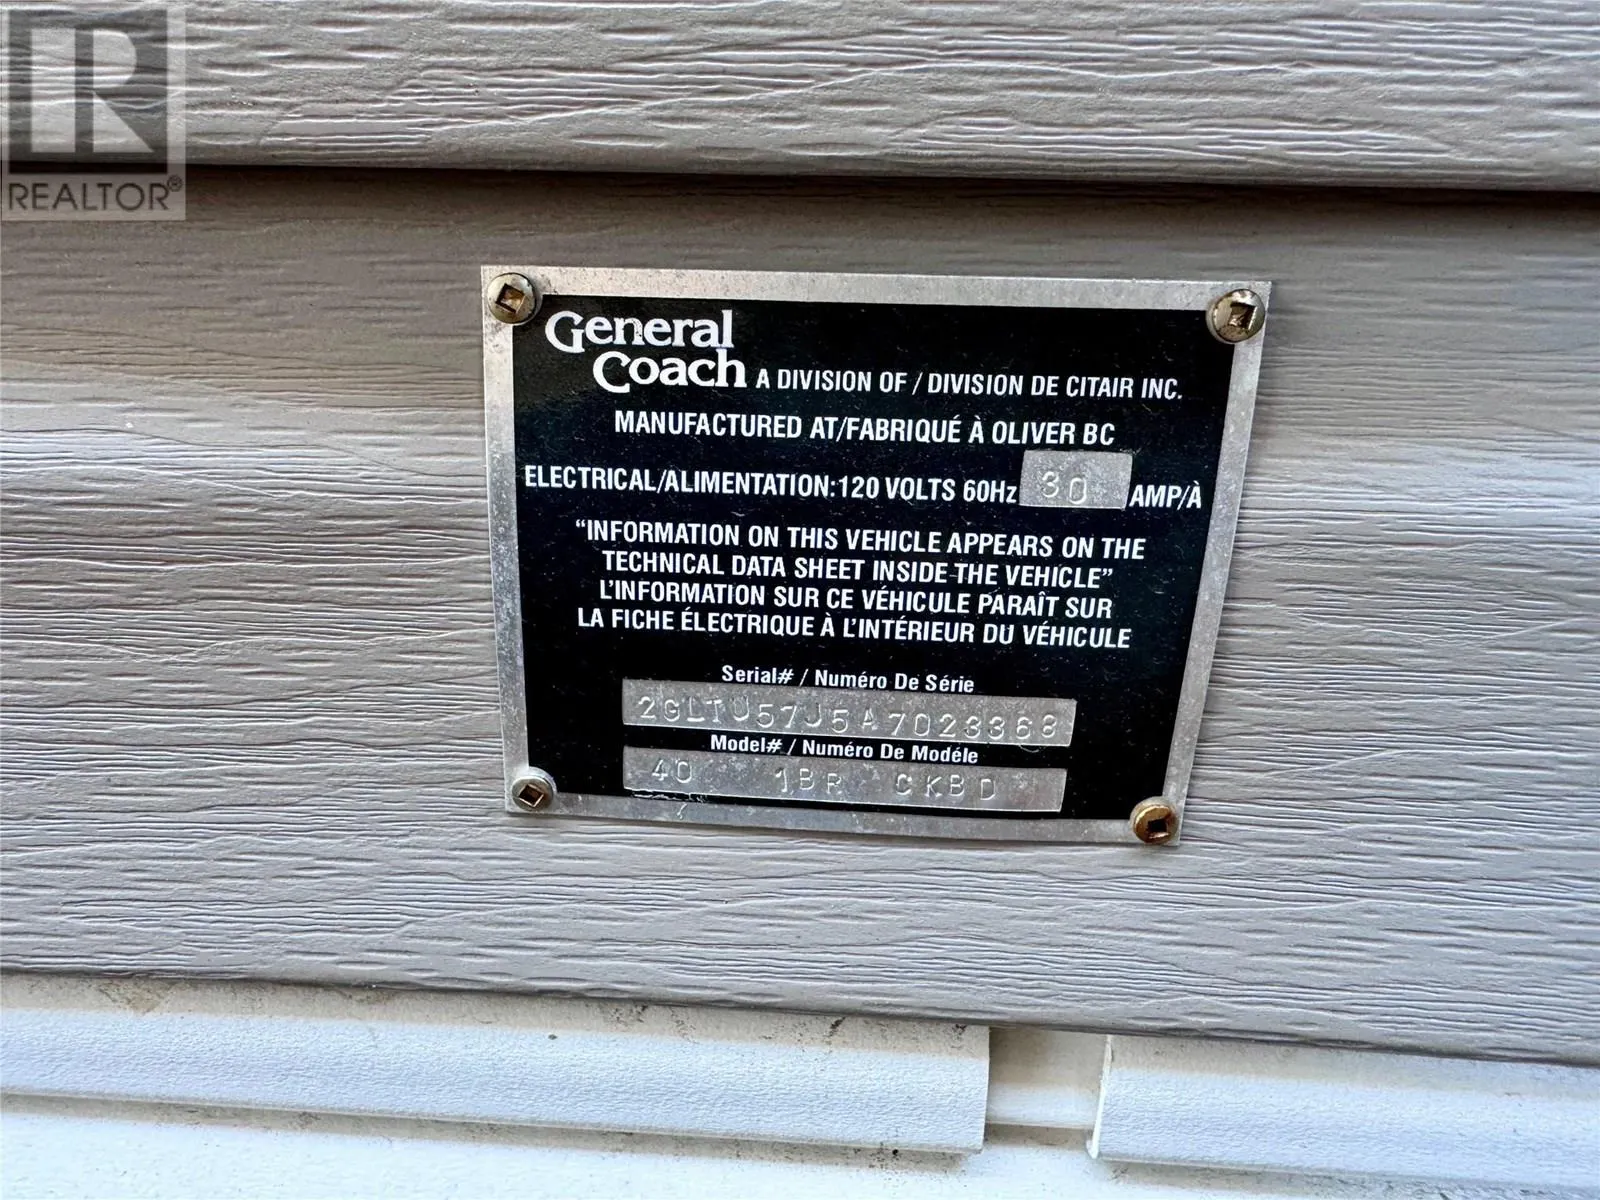 REALTOR®
General
Coach A DIVISION OF / DIVISION DE CITAIR INC.
MANUFACTURED AT/FABRIQUÉ À OLIVER BC
ELECTRICAL/ALIMENTATION:120 VOLTS 60Hz 30 AMP/À
“INFORMATION ON THIS VEHICLE APPEARS ON THE
TECHNICAL DATA SHEET INSIDE THE VEHICLE”
L’INFORMATION SUR CE VÉHICULE PARAÎT SUR
LA FICHE ÉLECTRIQUE À L’INTÉRIEUR DU VÉHICULE
Serial# / Numéro De Série
2GLTU57J5A7023368
Model# / Numéro De Modéle
40 1BR CKBD